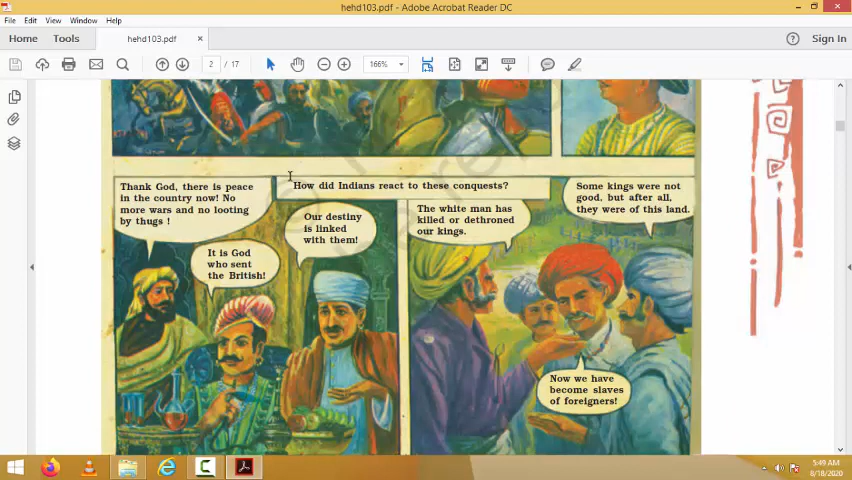 hehd103.pdf - Adobe Acrobat Reader DC
File Edit View Window Help
Home Tools hehd103.pdf × Sign In
2 / 17 166%
How did Indians react to these conquests?
Thank God, there is peace
in the country now! No
more wars and no looting
by thugs !
It is God
who sent
the British!
Our destiny
is linked
with them!
The white man has
killed or dethroned
our kings.
Some kings were not
good, but after all,
they were of this land.
Now we have
become slaves
of foreigners!
5:49 AM
8/18/2020